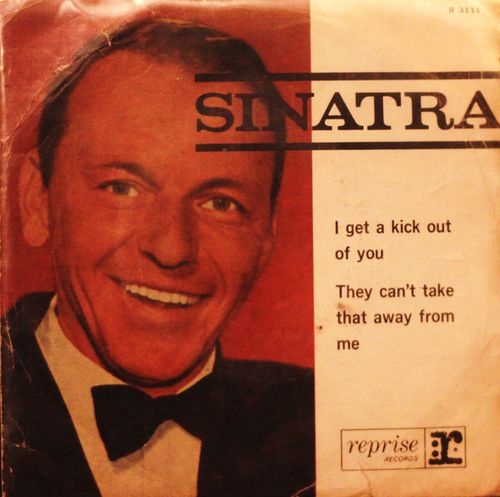 R 3111
SINATRA
I get a kick out
of you
They can't take
that away from
me
reprise
RECORDS
r